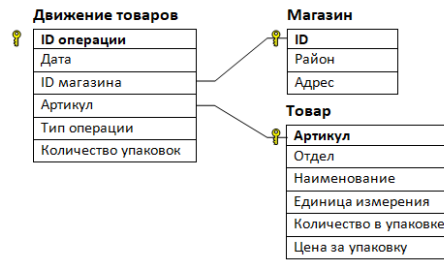 Движение товаров
ID операции
Дата
ID магазина
Артикул
Тип операции
Количество упаковок
Магазин
ID
Район
Адрес
Товар
Артикул
Отдел
Наименование
Единица измерения
Количество в упаковке
Цена за упаковку